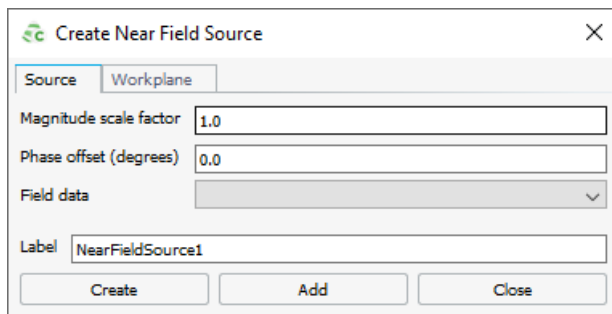 Create Near Field Source
Source Workplane
Magnitude scale factor 1.0
Phase offset (degrees) 0.0
Field data
Label NearFieldSource1
Create Add Close